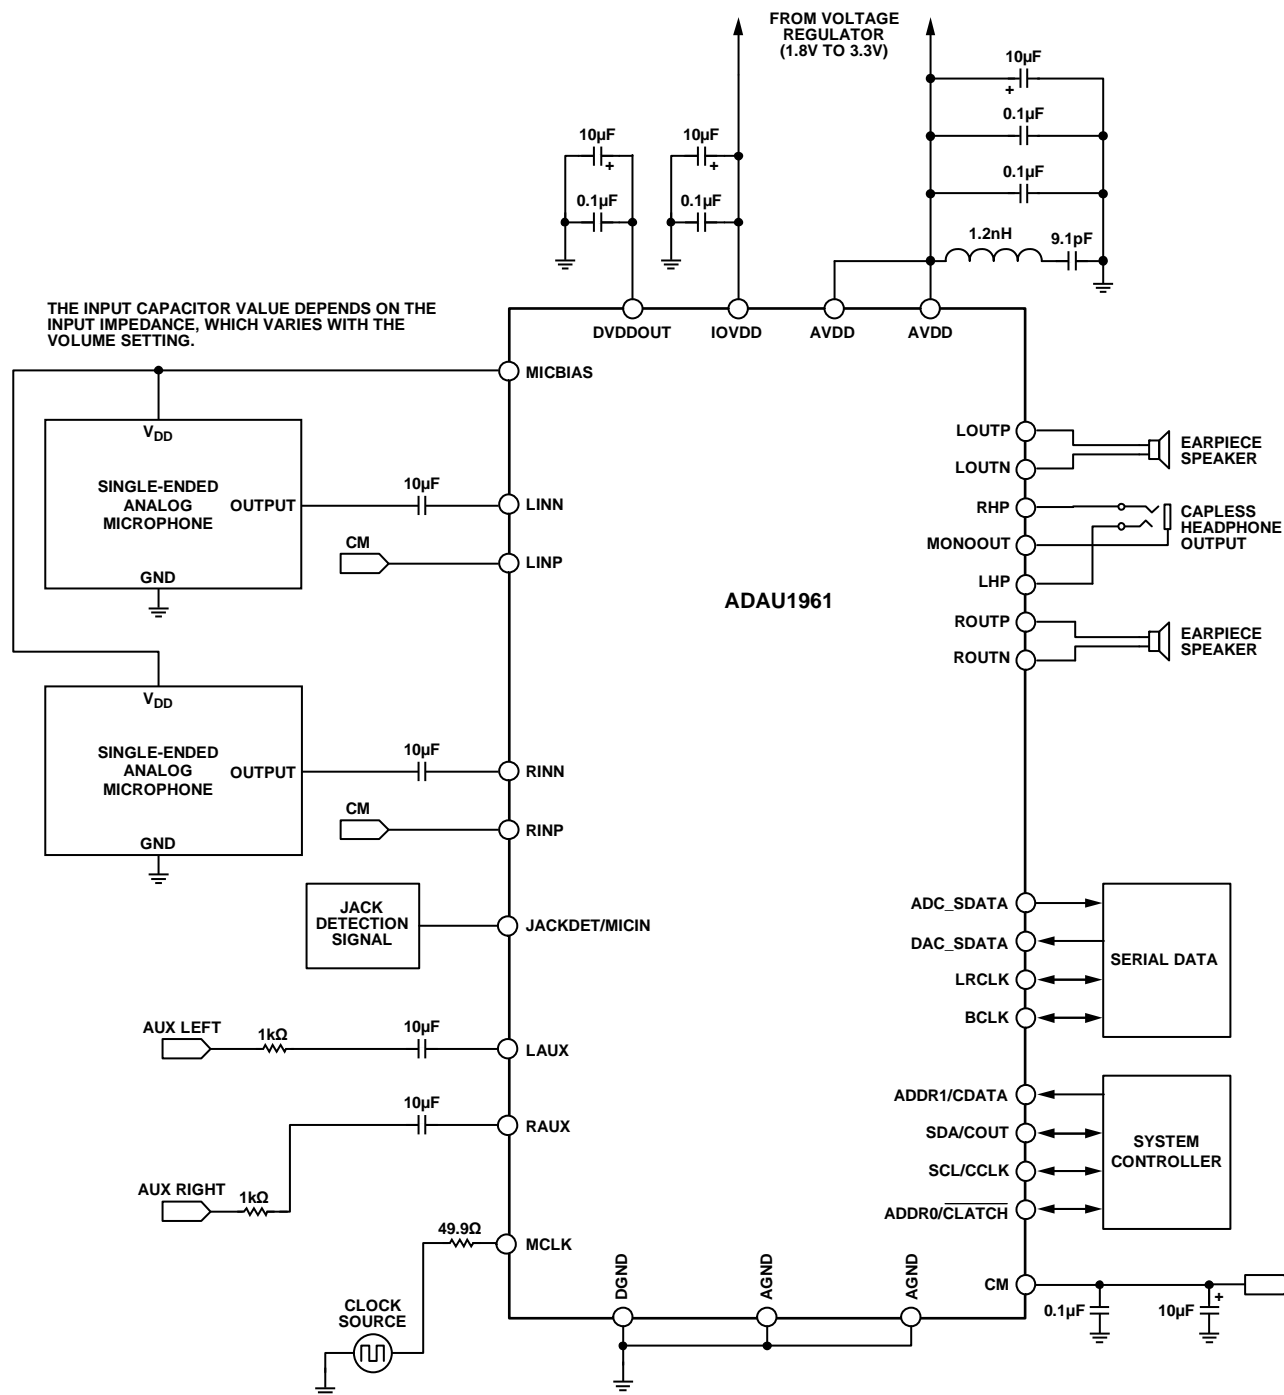 FROM VOLTAGE
REGULATOR
(1.8V TO 3.3V)
10µF
+
0.1µF
0.1µF
1.2nH
9.1pF
10µF
+
0.1µF
10µF
+
0.1µF
THE INPUT CAPACITOR VALUE DEPENDS ON THE
INPUT IMPEDANCE, WHICH VARIES WITH THE
VOLUME SETTING.
DVDDOUT
IOVDD
AVDD
AVDD
MICBIAS
VDD
SINGLE-ENDED
ANALOG
MICROPHONE
OUTPUT
GND
10µF
LINN
CM
LINP
ADAU1961
LOUTP
LOUTN
EARPIECE
SPEAKER
RHP
MONOOUT
LHP
CAPLESS
HEADPHONE
OUTPUT
ROUTP
ROUTN
EARPIECE
SPEAKER
VDD
SINGLE-ENDED
ANALOG
MICROPHONE
OUTPUT
GND
10µF
RINN
CM
RINP
JACK
DETECTION
SIGNAL
JACKDET/MICIN
ADC_SDATA
DAC_SDATA
LRCLK
BCLK
SERIAL DATA
AUX LEFT
1kΩ
10µF
LAUX
10µF
RAUX
AUX RIGHT
1kΩ
ADDR1/CDATA
SDA/COUT
SCL/CCLK
ADDR0/CLATCH
SYSTEM
CONTROLLER
49.9Ω
MCLK
CLOCK
SOURCE
DGND
AGND
AGND
CM
0.1µF
10µF
+